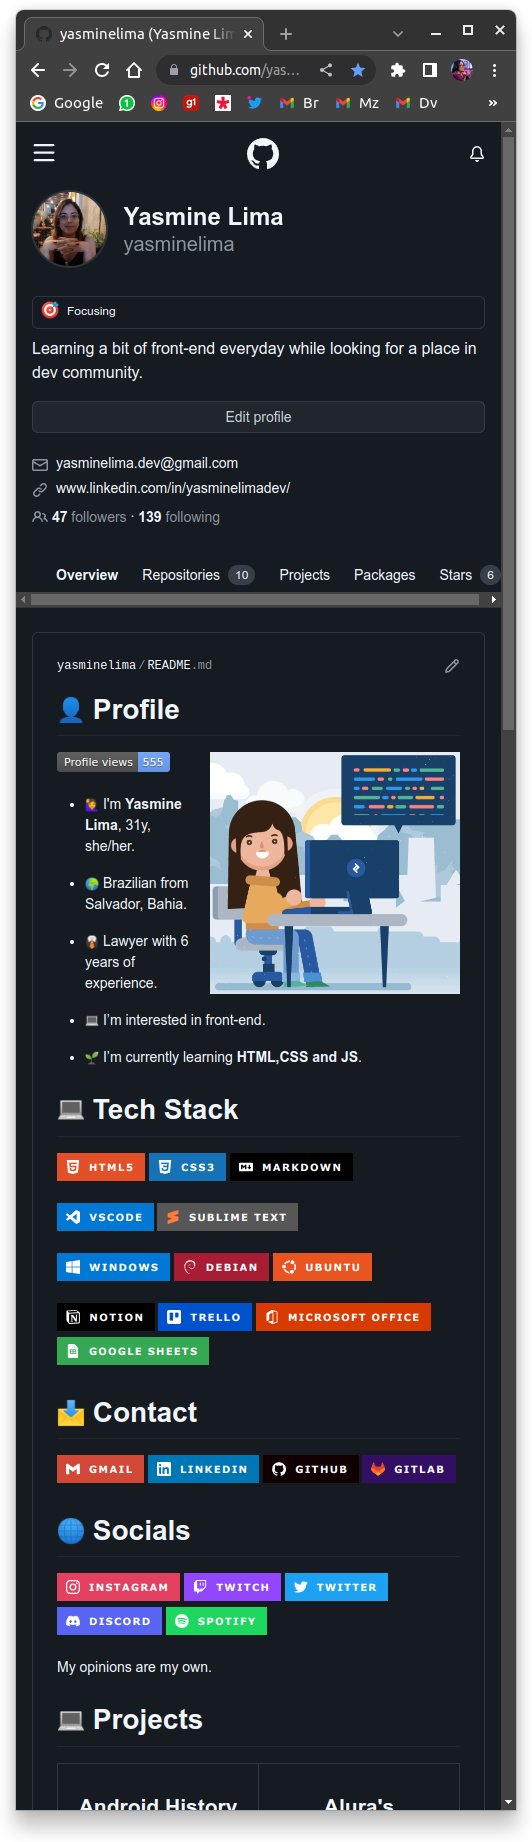 yasminelima (Yasmine Lim
github.com/yas...
Google
1
g1
Br
Mz
Dv
»
Yasmine Lima
yasminelima
Focusing
Learning a bit of front-end everyday while looking for a place in
dev community.
Edit profile
yasminelima.dev@gmail.com
www.linkedin.com/in/yasminelimadev/
47 followers · 139 following
Overview Repositories 10 Projects Packages Stars 6
yasminelima/README.md
Profile
Profile views 555
I'm Yasmine
Lima, 31y,
she/her.
Brazilian from
Salvador, Bahia.
Lawyer with 6
years of
experience.
I'm interested in front-end.
I'm currently learning HTML,CSS and JS.
Tech Stack
HTML5 CSS3 MARKDOWN
VSCODE SUBLIME TEXT
WINDOWS DEBIAN UBUNTU
NOTION TRELLO MICROSOFT OFFICE
GOOGLE SHEETS
Contact
GMAIL LINKEDIN GITHUB GITLAB
Socials
INSTAGRAM TWITCH TWITTER
DISCORD SPOTIFY
My opinions are my own.
Projects
Android History Alura's